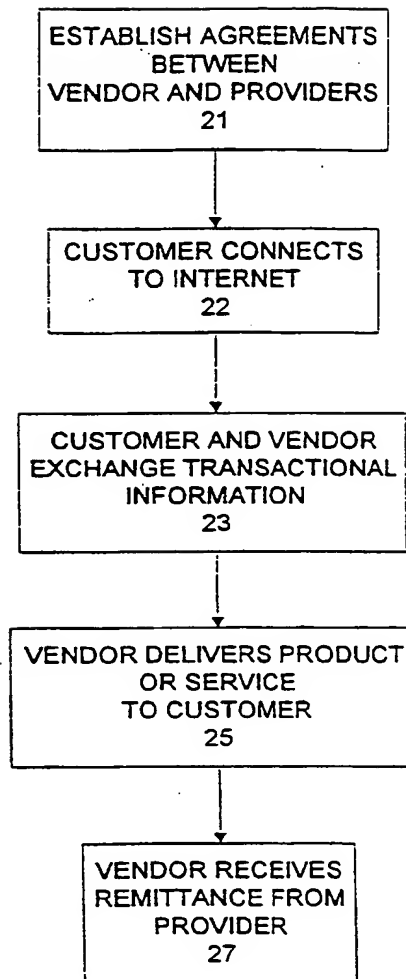 ESTABLISH AGREEMENTS
BETWEEN
VENDOR AND PROVIDERS
21
CUSTOMER CONNECTS
TO INTERNET
22
CUSTOMER AND VENDOR
EXCHANGE TRANSACTIONAL
INFORMATION
23
VENDOR DELIVERS PRODUCT
OR SERVICE
TO CUSTOMER
25
VENDOR RECEIVES
REMITTANCE FROM
PROVIDER
27